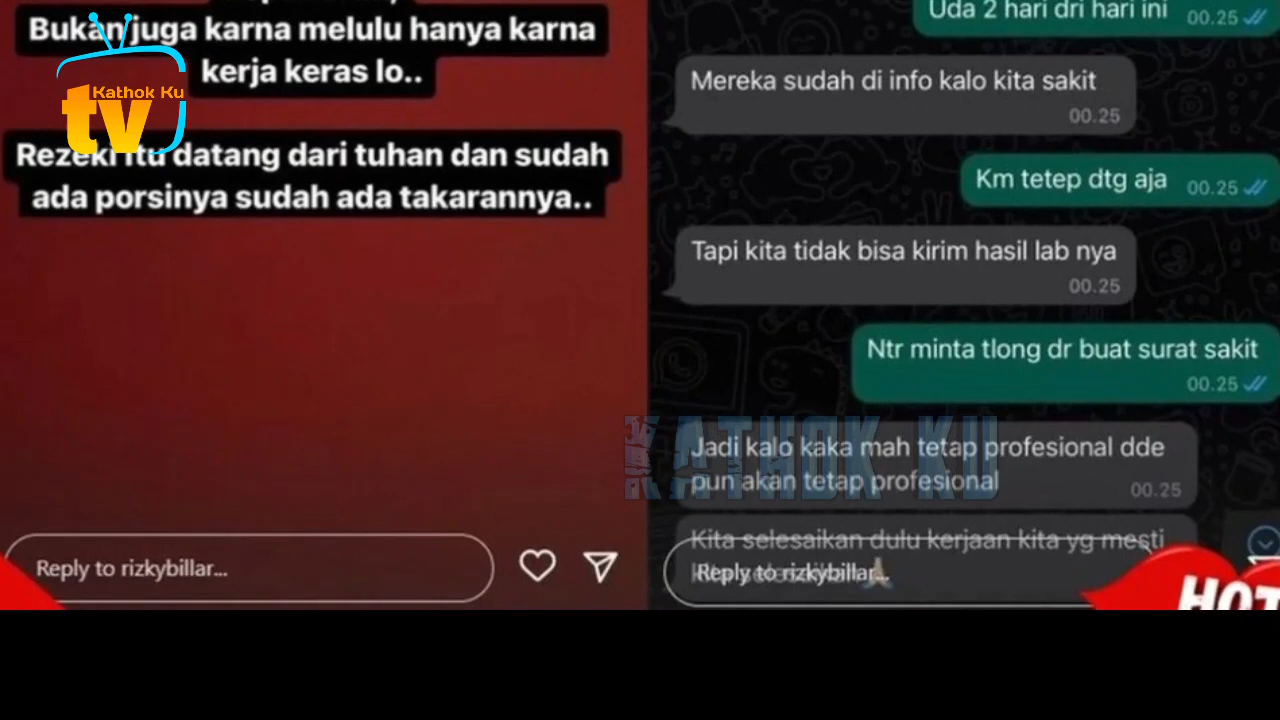 Bukan juga karna melulu hanya karna
kerja keras lo..
Rezeki itu datang dari tuhan dan sudah
ada porsinya sudah ada takarannya..
Reply to rizkybillar...
Kathok Ku
tv
Uda 2 hari dri hari ini 00.25
Mereka sudah di info kalo kita sakit
00.25
Km tetep dtg aja 00.25
Tapi kita tidak bisa kirim hasil lab nya
00.25
Ntr minta tlong dr buat surat sakit
00.25
KATHOK KU
Jadi kalo kaka mah tetap profesional dde
pun akan tetap profesional 00.25
Kita selesaikan dulu kerjaan kita yg mesti
Reply to rizkybillar...
HOT